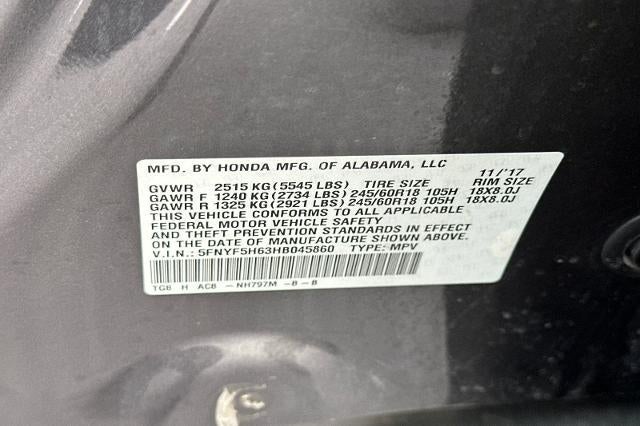 MFD. BY HONDA MFG. OF ALABAMA, LLC 11/'17
GVWR 2515 KG (5545 LBS) TIRE SIZE RIM SIZE
GAWR F 1240 KG (2734 LBS) 245/60R18 105H 18X8.0J
GAWR R 1325 KG (2921 LBS) 245/60R18 105H 18X8.0J
THIS VEHICLE CONFORMS TO ALL APPLICABLE
FEDERAL MOTOR VEHICLE SAFETY
AND THEFT PREVENTION STANDARDS IN EFFECT
ON THE DATE OF MANUFACTURE SHOWN ABOVE.
V.I.N.: 5FNYF5H63HB045860 TYPE: MPV
TG8 H AC8 - NH797M - B - B